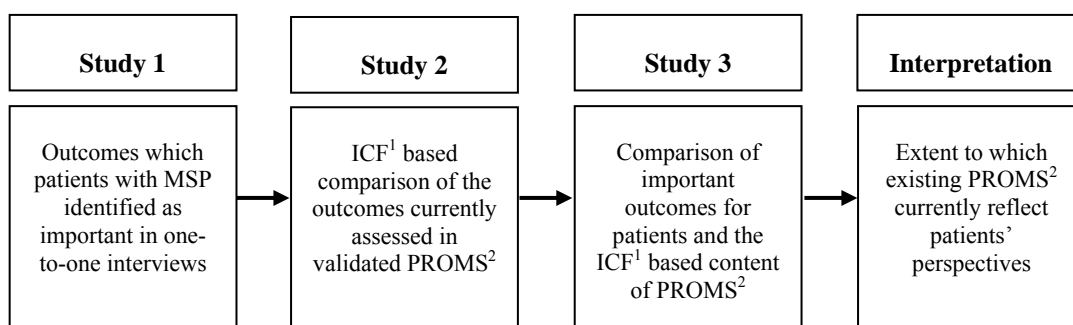 Study 1
Outcomes which
patients with MSP
identified as
important in one-
to-one interviews
Study 2
ICF¹ based
comparison of the
outcomes currently
assessed in
validated PROMS²
Study 3
Comparison of
important
outcomes for
patients and the
ICF¹ based content
of PROMS²
Interpretation
Extent to which
existing PROMS²
currently reflect
patients’
perspectives